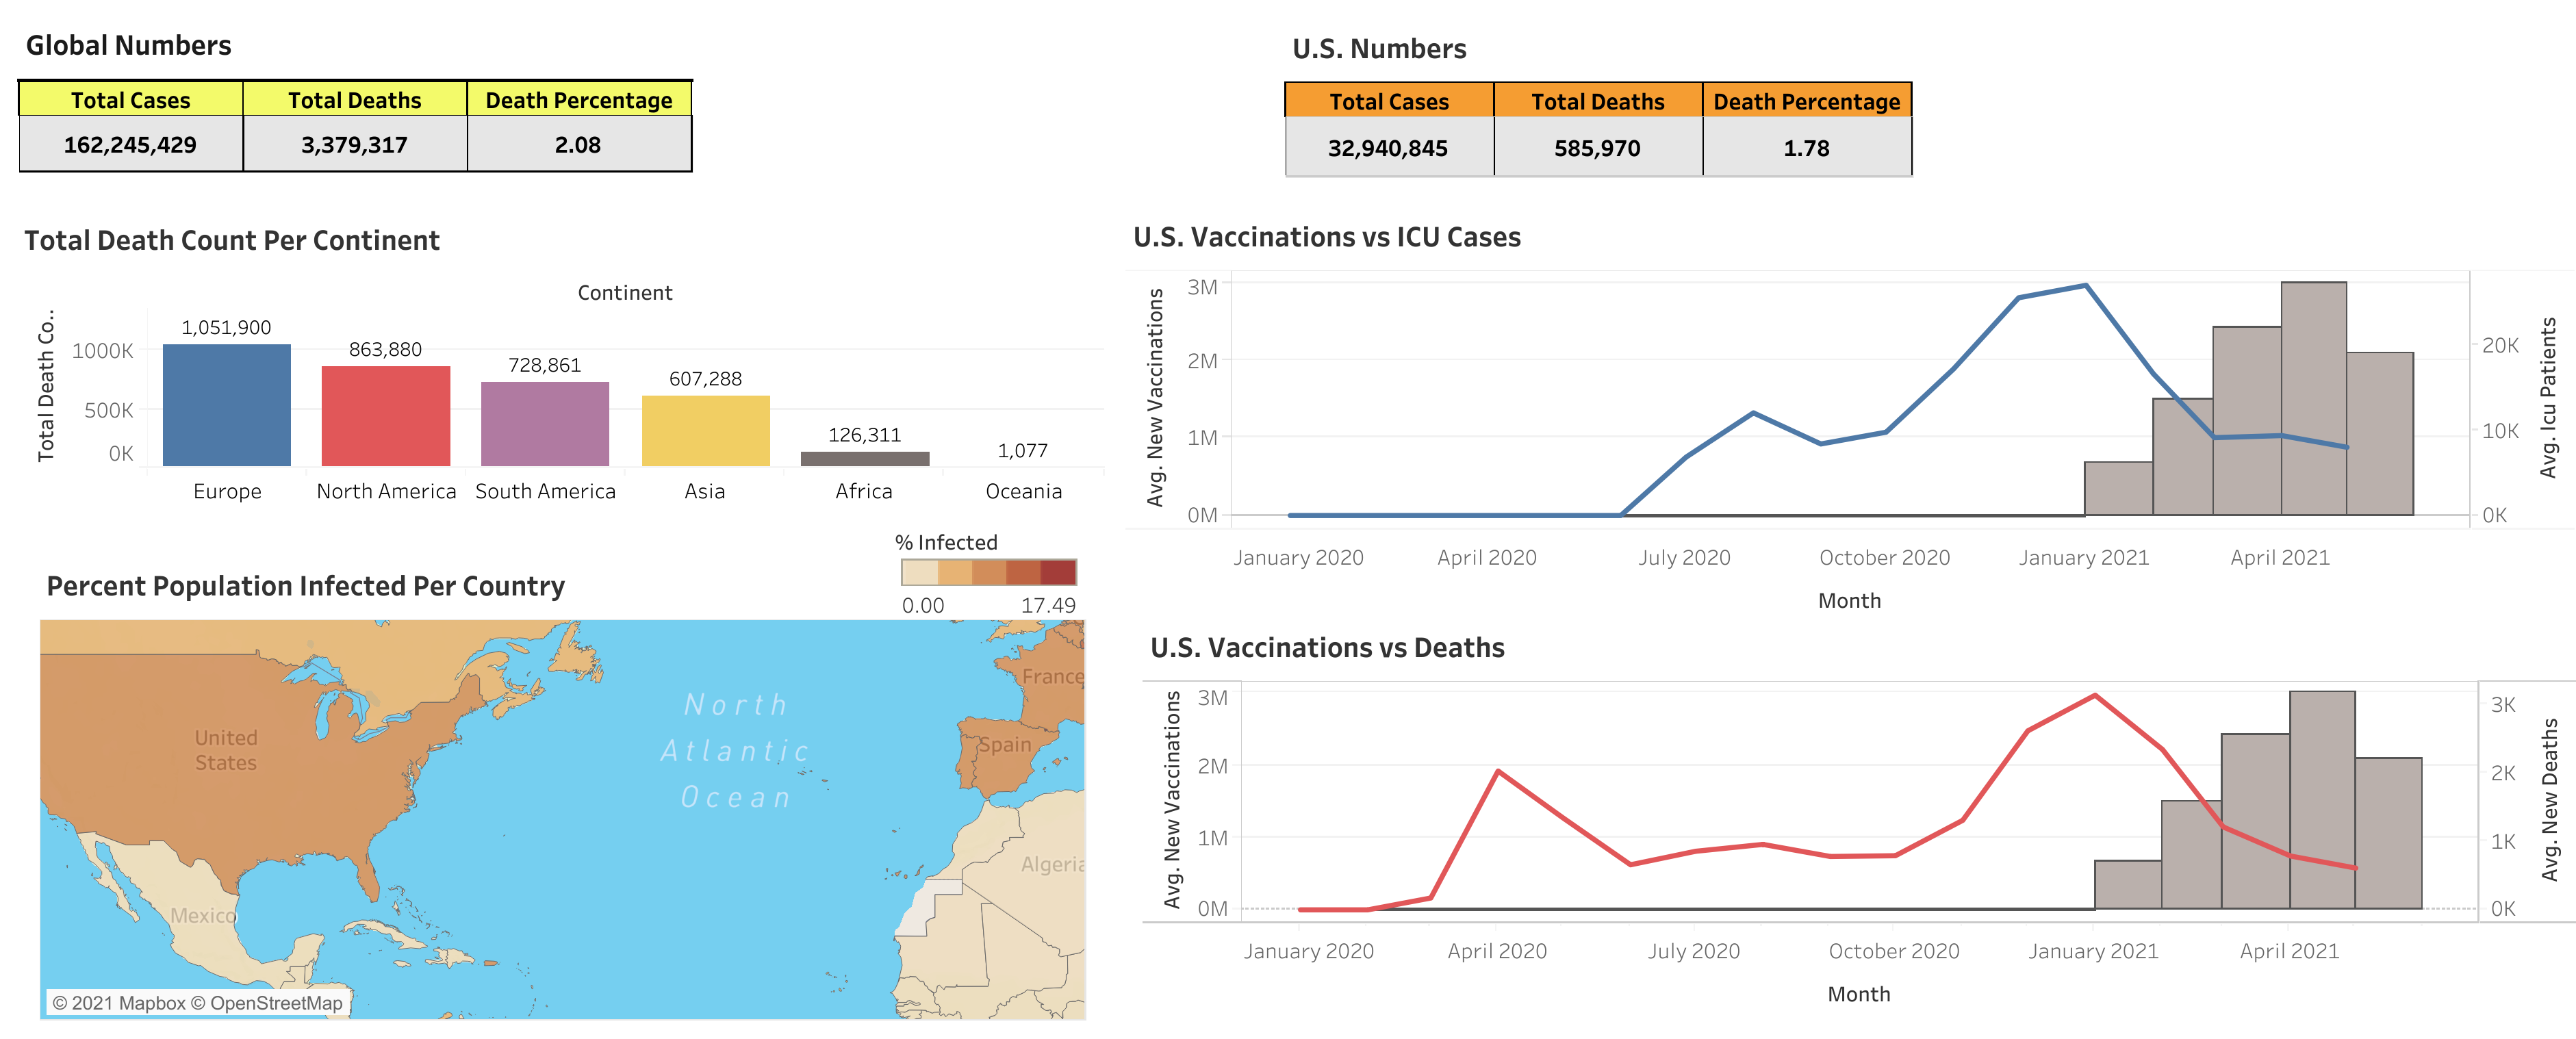 Global Numbers
Total Cases Total Deaths Death Percentage
162,245,429 3,379,317 2.08
U.S. Numbers
Total Cases Total Deaths Death Percentage
32,940,845 585,970 1.78
Total Death Count Per Continent
Continent
Total Death Co..
1000K
500K
0K
1,051,900
863,880
728,861
607,288
126,311
1,077
Europe North America South America Asia Africa Oceania
% Infected
0.00 17.49
Percent Population Infected Per Country
United
States
Mexico
North
Atlantic
Ocean
France
Spain
Algeria
© 2021 Mapbox © OpenStreetMap
U.S. Vaccinations vs ICU Cases
Avg. New Vaccinations
3M
2M
1M
0M
20K
10K
0K
Avg. Icu Patients
January 2020 April 2020 July 2020 October 2020 January 2021 April 2021
Month
U.S. Vaccinations vs Deaths
Avg. New Vaccinations
3M
2M
1M
0M
3K
2K
1K
0K
Avg. New Deaths
January 2020 April 2020 July 2020 October 2020 January 2021 April 2021
Month